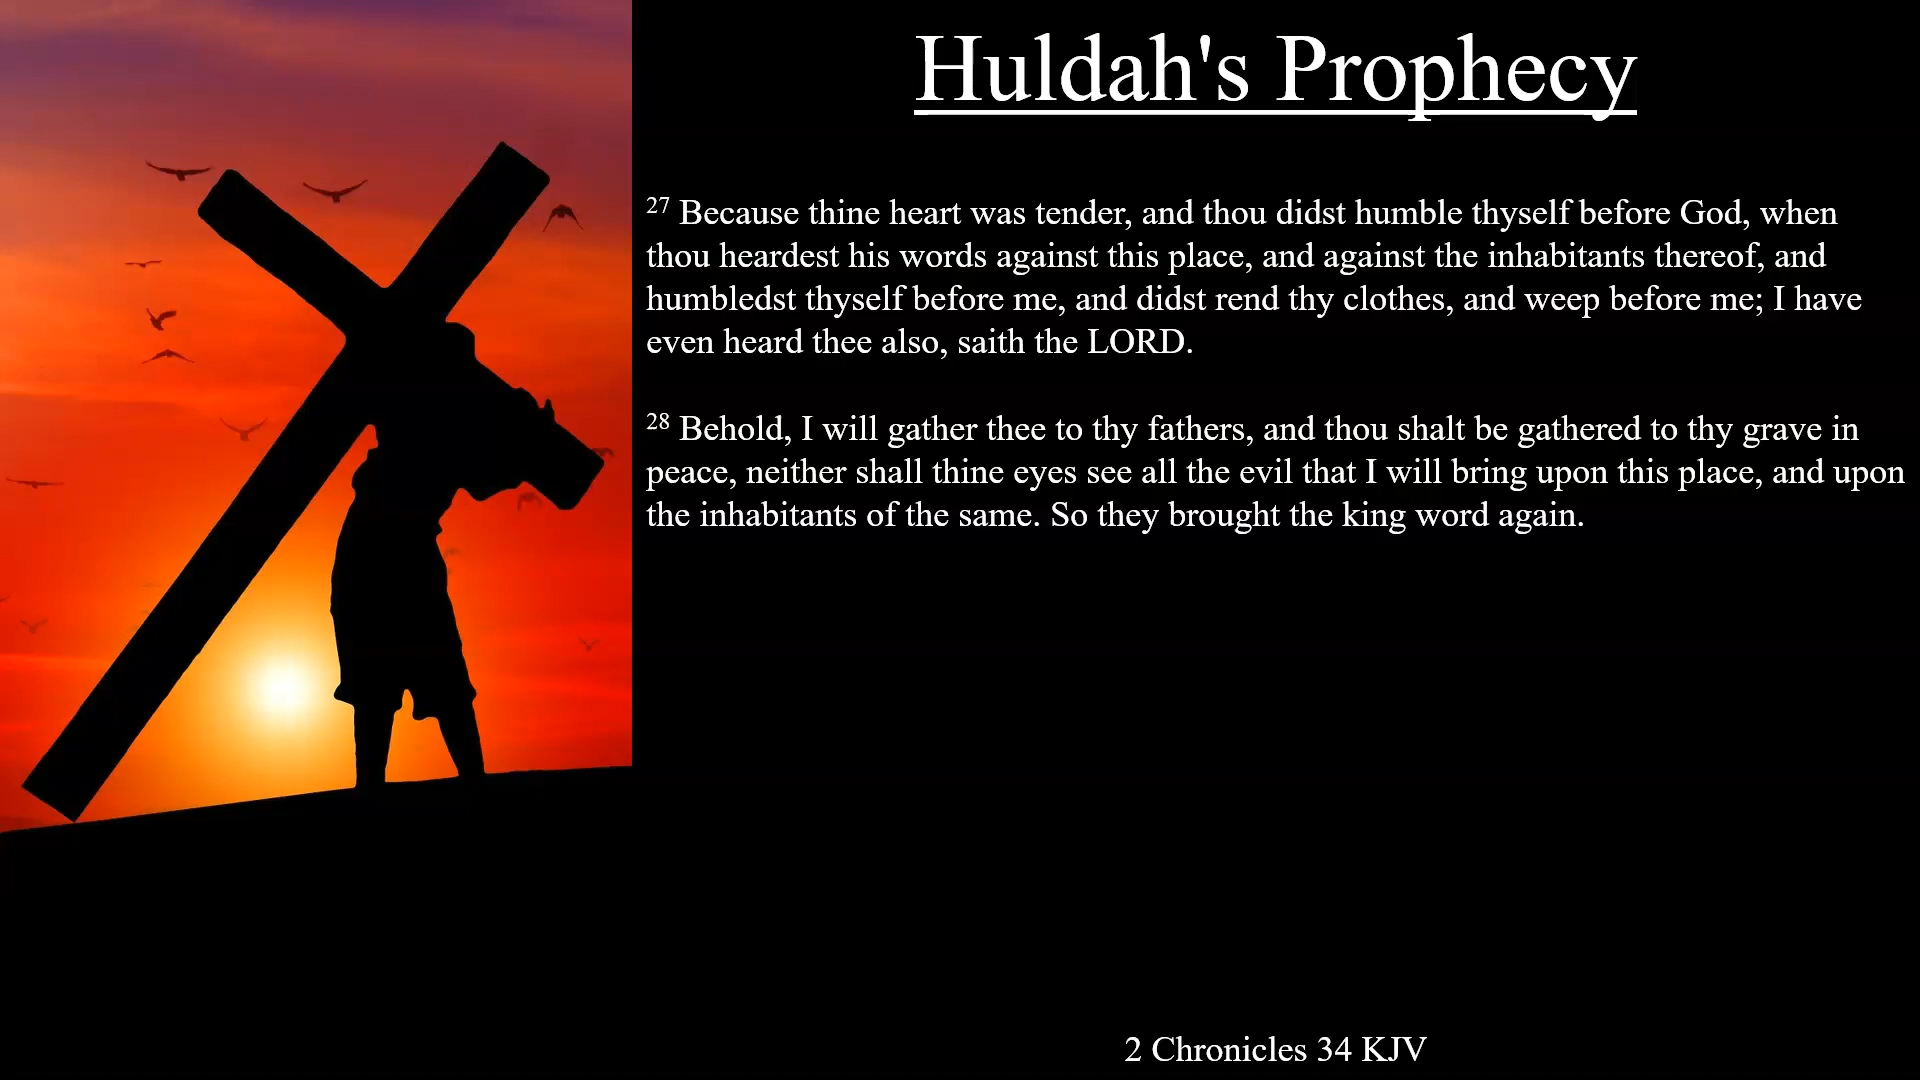 Huldah's Prophecy
27 Because thine heart was tender, and thou didst humble thyself before God, when
thou heardest his words against this place, and against the inhabitants thereof, and
humbledst thyself before me, and didst rend thy clothes, and weep before me; I have
even heard thee also, saith the LORD.
28 Behold, I will gather thee to thy fathers, and thou shalt be gathered to thy grave in
peace, neither shall thine eyes see all the evil that I will bring upon this place, and upon
the inhabitants of the same. So they brought the king word again.
2 Chronicles 34 KJV